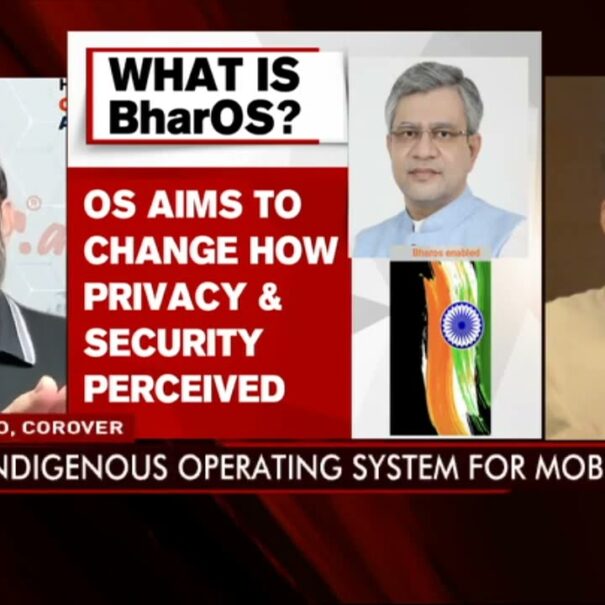 WHAT IS
BharOS?
OS AIMS TO
CHANGE HOW
PRIVACY &
SECURITY
PERCEIVED
Bharos enabled
O, COROVER
NDIGENOUS OPERATING SYSTEM FOR MOB